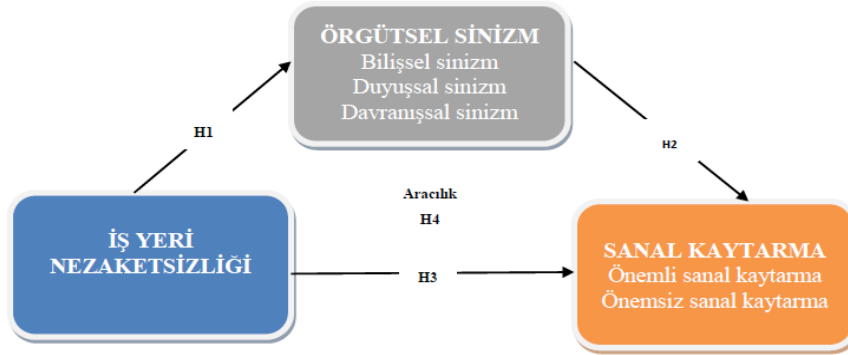 ÖRGÜTSEL SİNİZM
Bilişsel sinizm
Duyuşsal sinizm
Davranışsal sinizm
H1
H2
Aracılık
H4
İŞ YERİ
NEZAKETSİZLİĞİ
H3
SANAL KAYTARMA
Önemli sanal kaytarma
Önemsiz sanal kaytarma